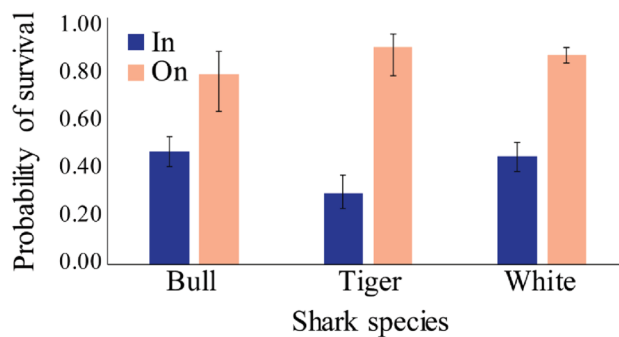 Probability of survival
1.00
0.80
0.60
0.40
0.20
0.00
In
On
Bull Tiger White
Shark species